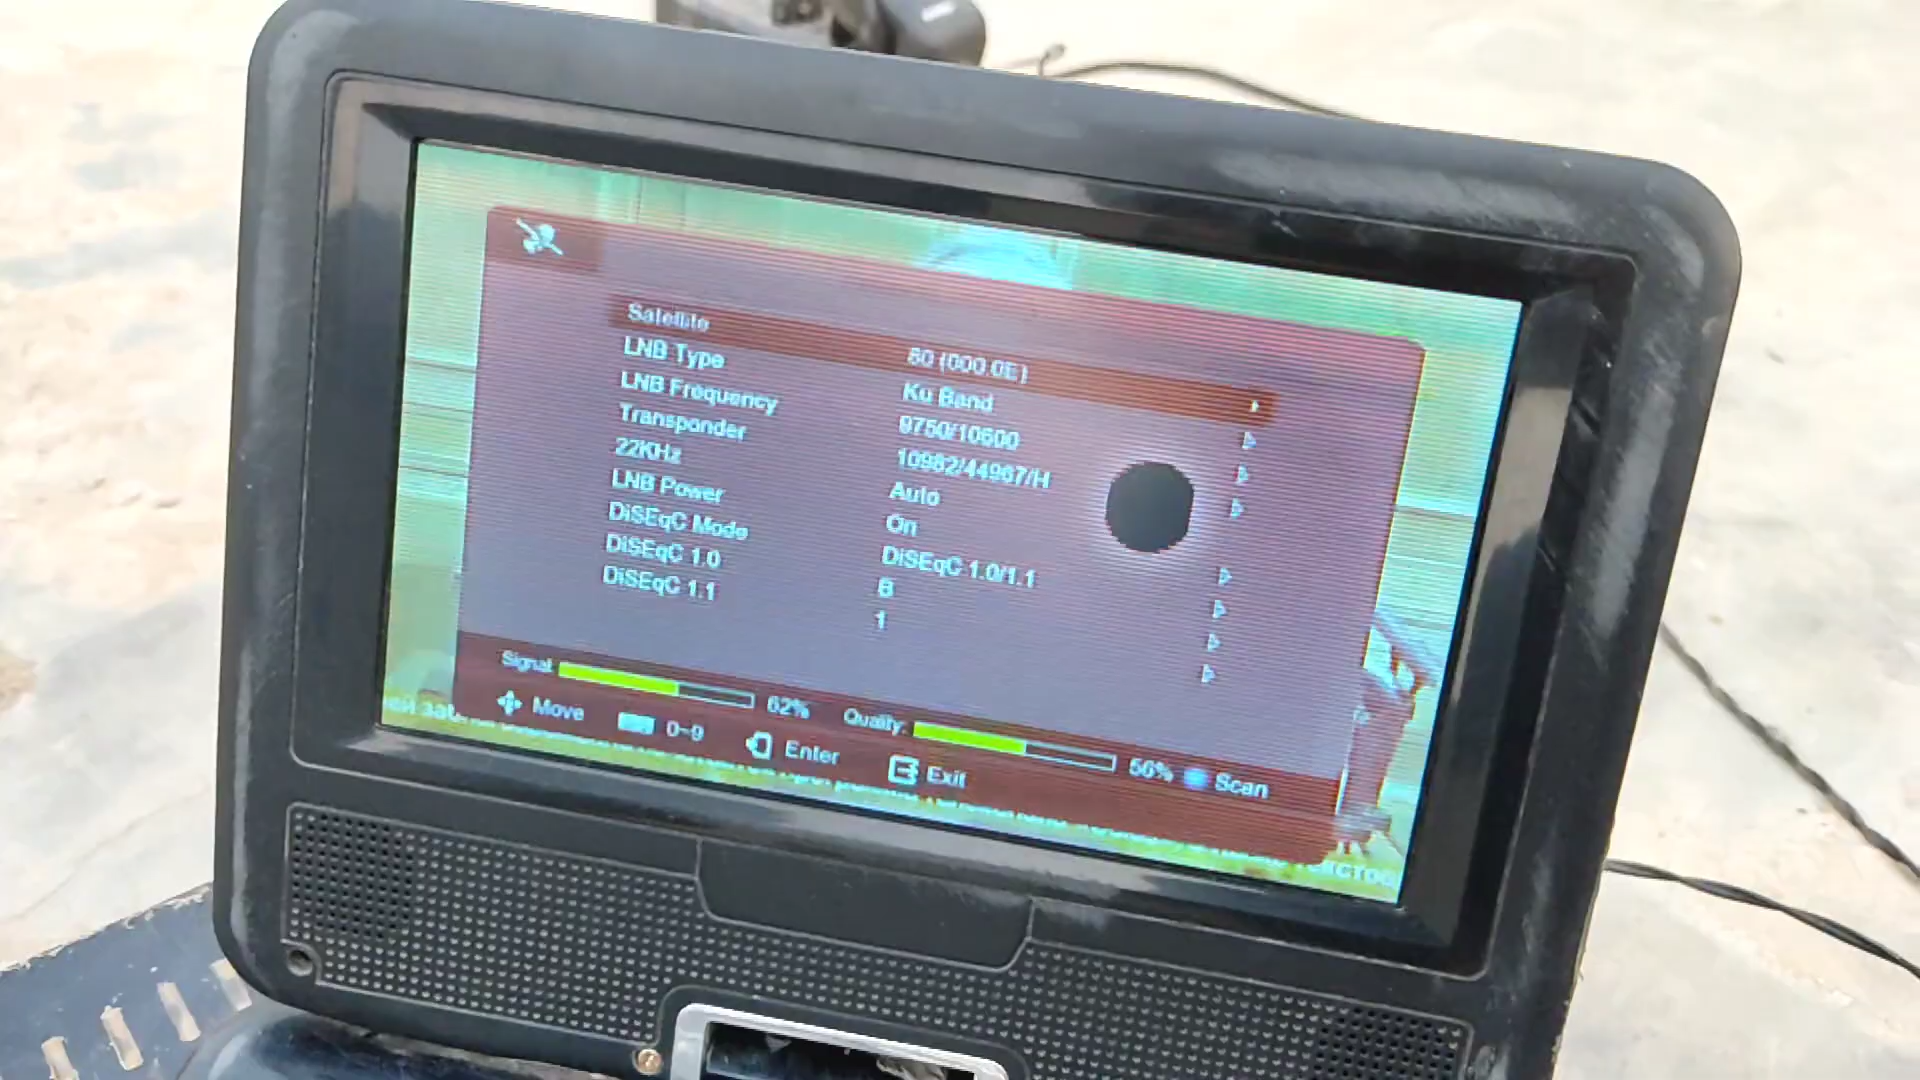 Satellite 80 (000.0E)
LNB Type Ku Band
LNB Frequency 9750/10600
Transponder 10982/44967/H
22KHz Auto
LNB Power On
DiSEqC Mode DiSEqC 1.0/1.1
DiSEqC 1.0 B
DiSEqC 1.1 1
Signal: 62% Quality: 56% Scan
Move 0~9 Enter Exit